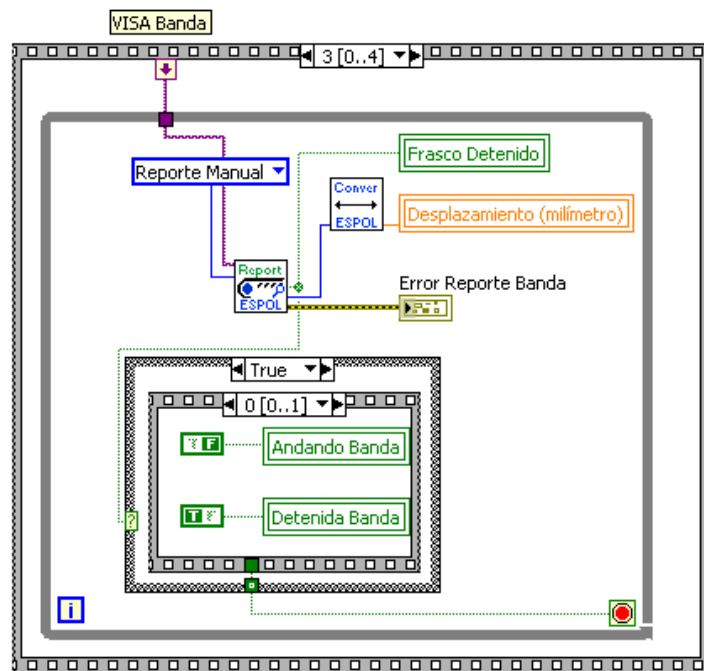 VISA Banda
3 [0..4]
Reporte Manual
Frasco Detenido
Conver
ESPOL
Desplazamiento (milímetro)
Report
ESPOL
Error Reporte Banda
True
0 [0..1]
F
Andando Banda
T
Detenida Banda
?
i